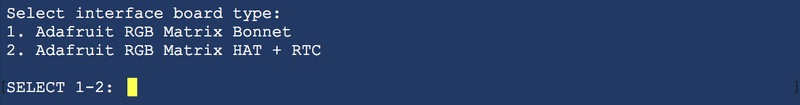 Select interface board type:
1. Adafruit RGB Matrix Bonnet
2. Adafruit RGB Matrix HAT + RTC
SELECT 1-2: